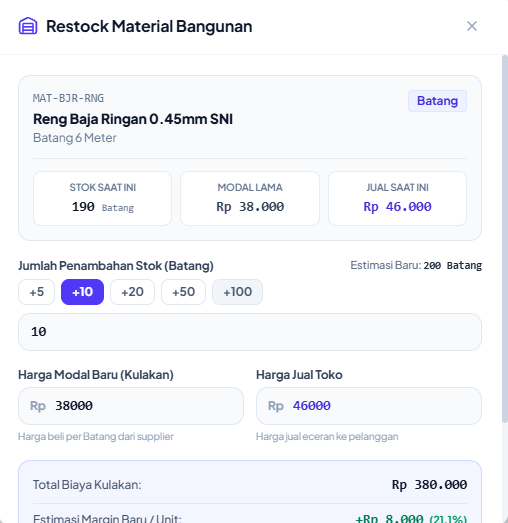 Restock Material Bangunan
MAT-BJR-RNG
Batang
Reng Baja Ringan 0.45mm SNI
Batang 6 Meter
STOK SAAT INI
190 Batang
MODAL LAMA
Rp 38.000
JUAL SAAT INI
Rp 46.000
Jumlah Penambahan Stok (Batang)
Estimasi Baru: 200 Batang
+5
+10
+20
+50
+100
10
Harga Modal Baru (Kulakan)
Rp 38000
Harga beli per Batang dari supplier
Harga Jual Toko
Rp 46000
Harga jual eceran ke pelanggan
Total Biaya Kulakan:
Rp 380.000
Estimasi Margin Baru / Unit:
+Rp 8.000 (21.1%)